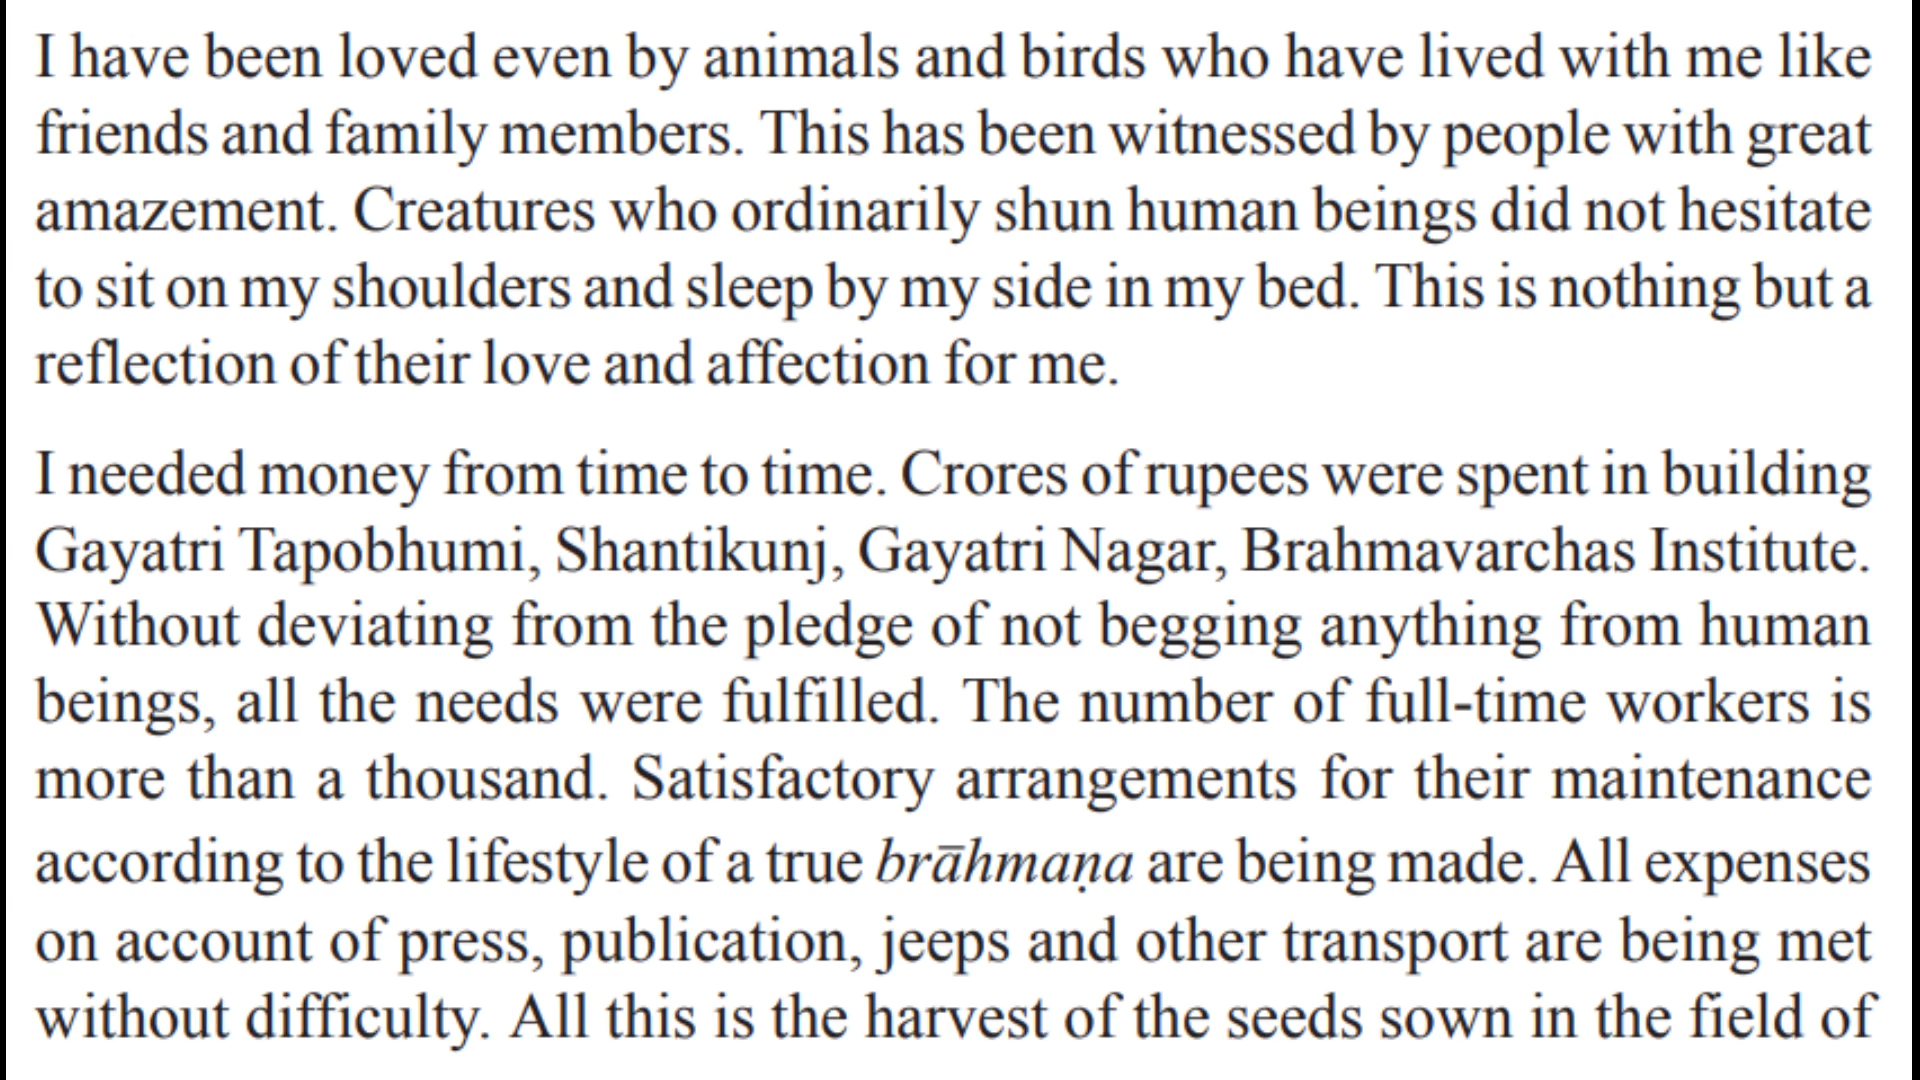 I have been loved even by animals and birds who have lived with me like
friends and family members. This has been witnessed by people with great
amazement. Creatures who ordinarily shun human beings did not hesitate
to sit on my shoulders and sleep by my side in my bed. This is nothing but a
reflection of their love and affection for me.
I needed money from time to time. Crores of rupees were spent in building
Gayatri Tapobhumi, Shantikunj, Gayatri Nagar, Brahmavarchas Institute.
Without deviating from the pledge of not begging anything from human
beings, all the needs were fulfilled. The number of full-time workers is
more than a thousand. Satisfactory arrangements for their maintenance
according to the lifestyle of a true brāhmaṇa are being made. All expenses
on account of press, publication, jeeps and other transport are being met
without difficulty. All this is the harvest of the seeds sown in the field of